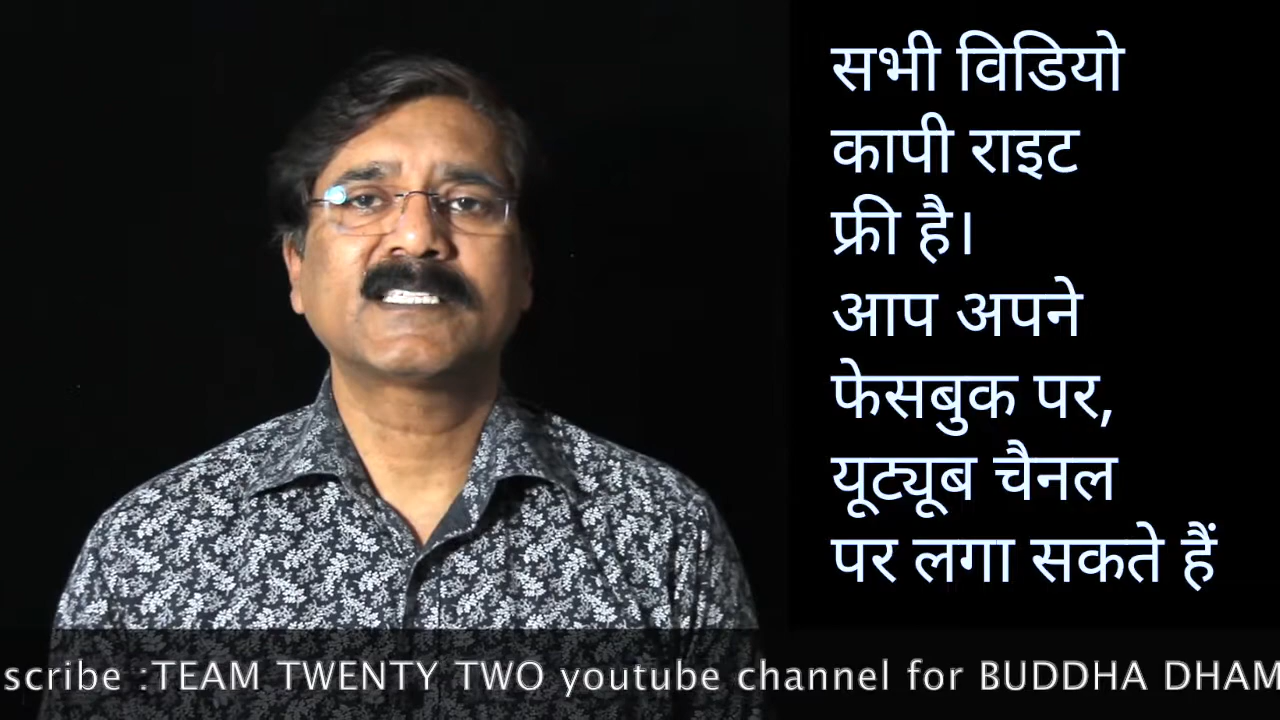 सभी विडियो
कापी राइट
फ्री है।
आप अपने
फेसबुक पर,
यूट्यूब चैनल
पर लगा सकते हैं
scribe :TEAM TWENTY TWO youtube channel for BUDDHA DHAM